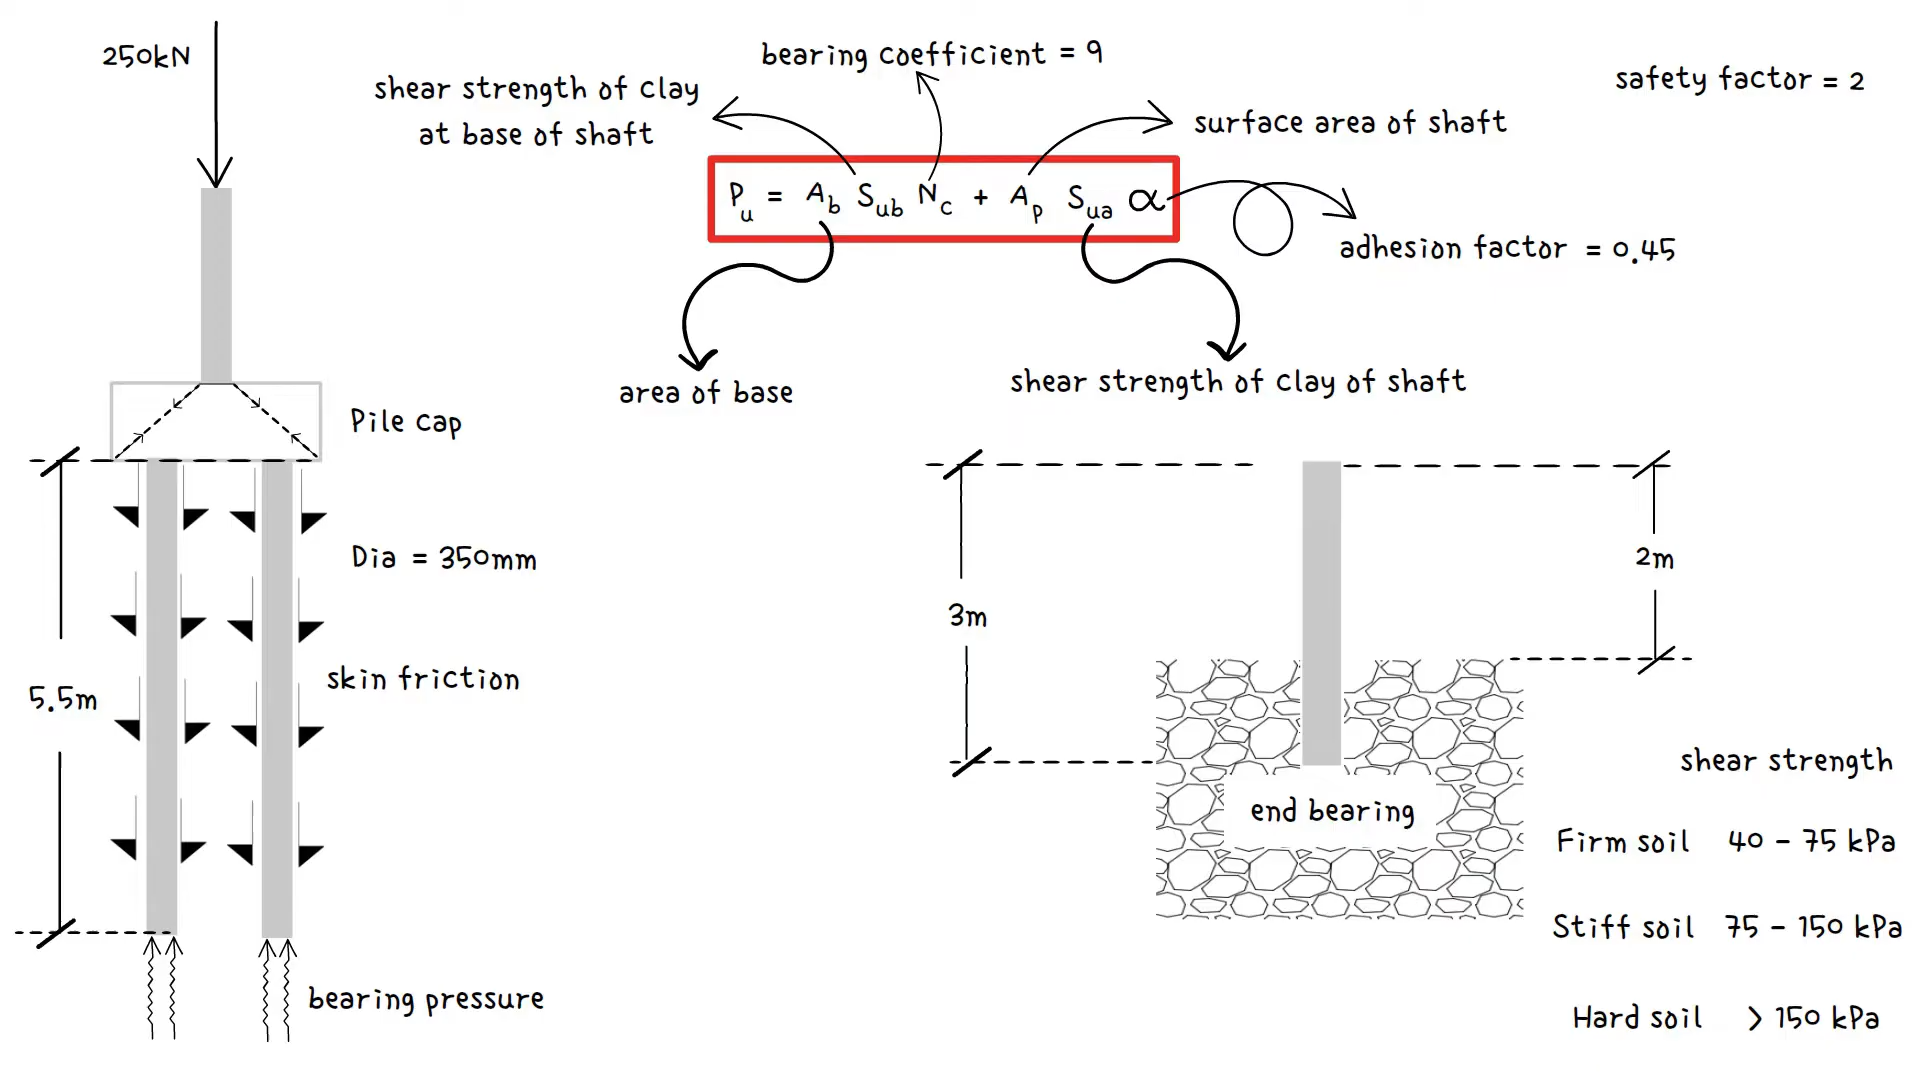 250kN
bearing coefficient = 9
shear strength of clay
at base of shaft
safety factor = 2
surface area of shaft
Pu = Ab Sub Nc + Ap Sua α
adhesion factor = 0.45
area of base
shear strength of clay of shaft
Pile cap
Dia = 350mm
skin friction
5.5m
bearing pressure
3m
2m
end bearing
shear strength
Firm soil 40 - 75 kPa
Stiff soil 75 - 150 kPa
Hard soil > 150 kPa